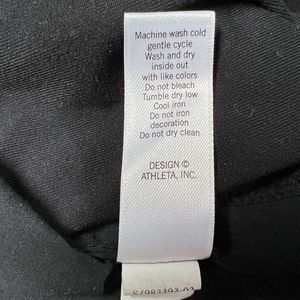 Machine wash cold
gentle cycle
Wash and dry
inside out
with like colors
Do not bleach
Tumble dry low
Cool iron
Do not iron
decoration
Do not dry clean
DESIGN ©
ATHLETA, INC.